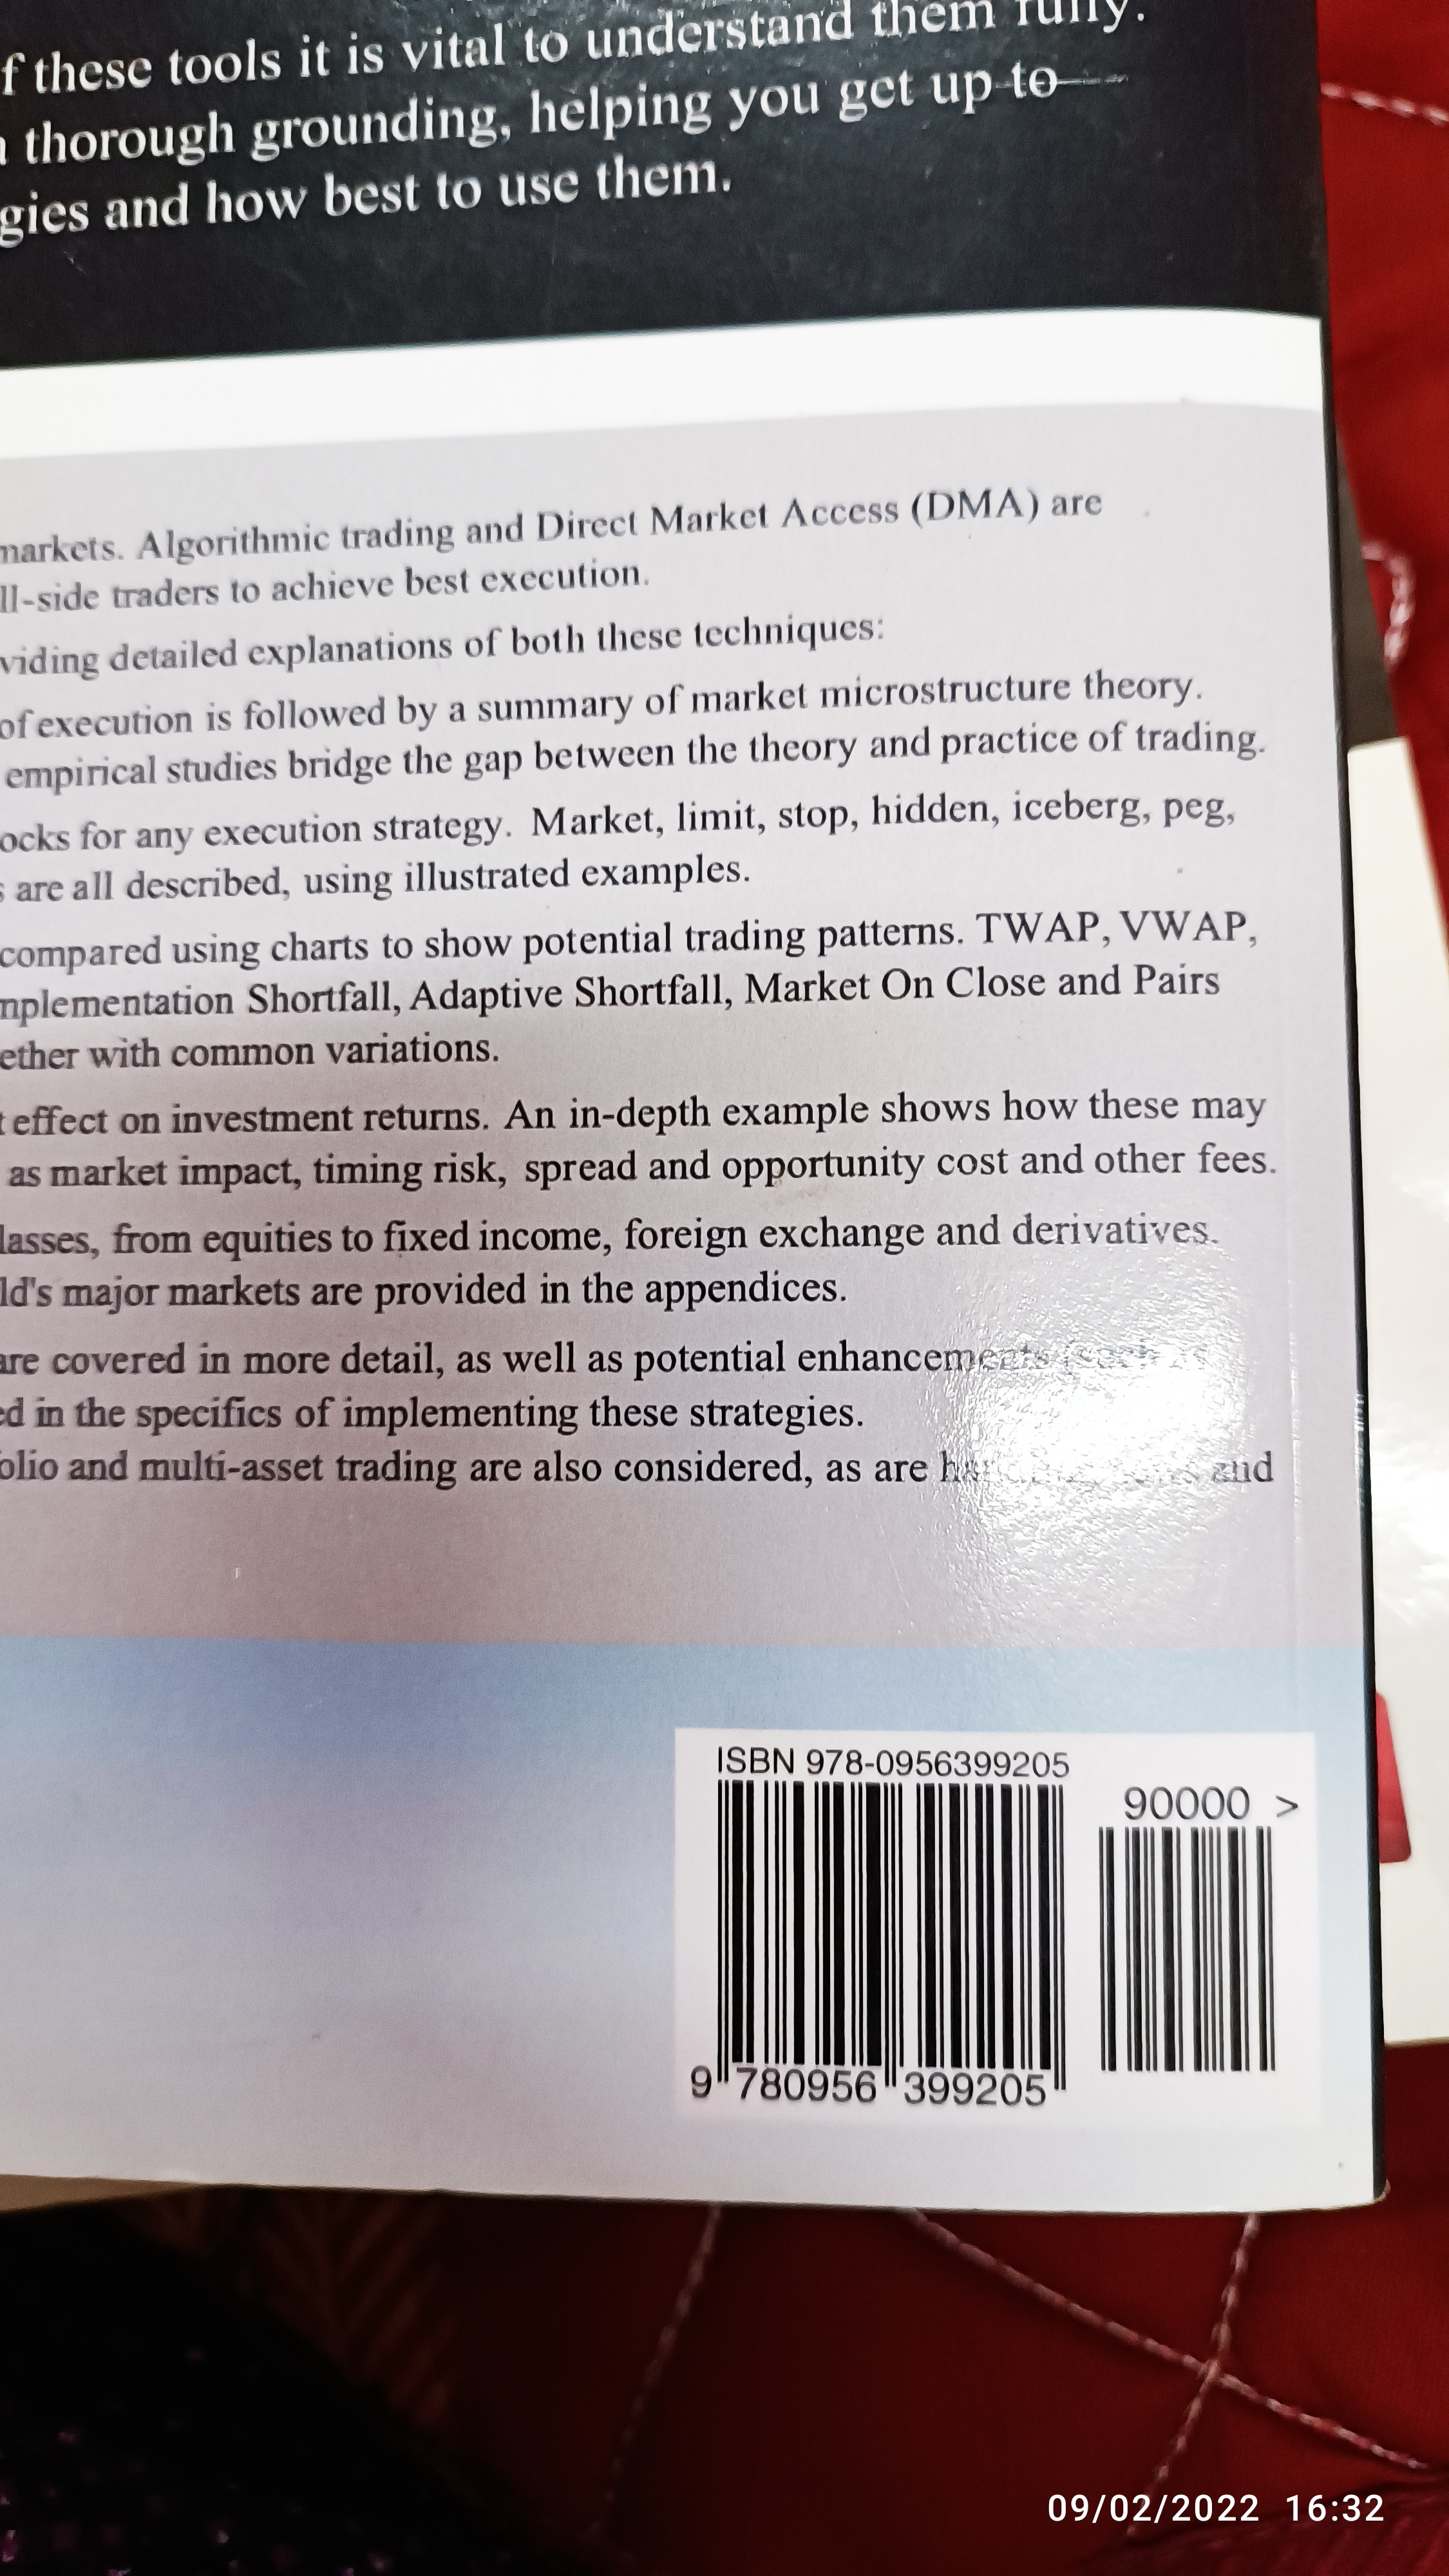 f these tools it is vital to understand them fully.
thorough grounding, helping you get up to
gies and how best to use them.
markets. Algorithmic trading and Direct Market Access (DMA) are
ll-side traders to achieve best execution.
viding detailed explanations of both these techniques:
of execution is followed by a summary of market microstructure theory.
empirical studies bridge the gap between the theory and practice of trading.
ocks for any execution strategy. Market, limit, stop, hidden, iceberg, peg,
s are all described, using illustrated examples.
compared using charts to show potential trading patterns. TWAP, VWAP,
mplementation Shortfall, Adaptive Shortfall, Market On Close and Pairs
ether with common variations.
t effect on investment returns. An in-depth example shows how these may
as market impact, timing risk, spread and opportunity cost and other fees.
lasses, from equities to fixed income, foreign exchange and derivatives.
ld's major markets are provided in the appendices.
are covered in more detail, as well as potential enhancements (such as
ed in the specifics of implementing these strategies.
olio and multi-asset trading are also considered, as are and
ISBN 978-0956399205
90000 >
9 780956 399205
09/02/2022 16:32